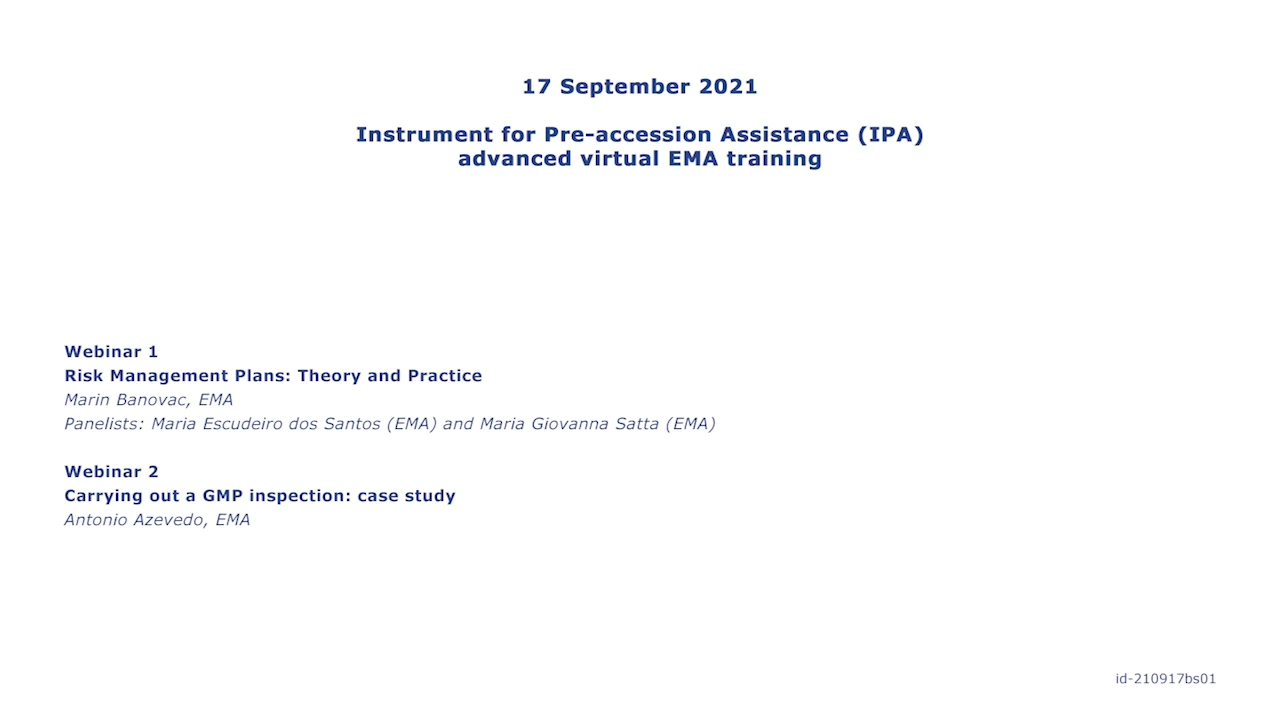 17 September 2021
Instrument for Pre-accession Assistance (IPA)
advanced virtual EMA training
Webinar 1
Risk Management Plans: Theory and Practice
Marin Banovac, EMA
Panelists: Maria Escudeiro dos Santos (EMA) and Maria Giovanna Satta (EMA)
Webinar 2
Carrying out a GMP inspection: case study
Antonio Azevedo, EMA
id-210917bs01